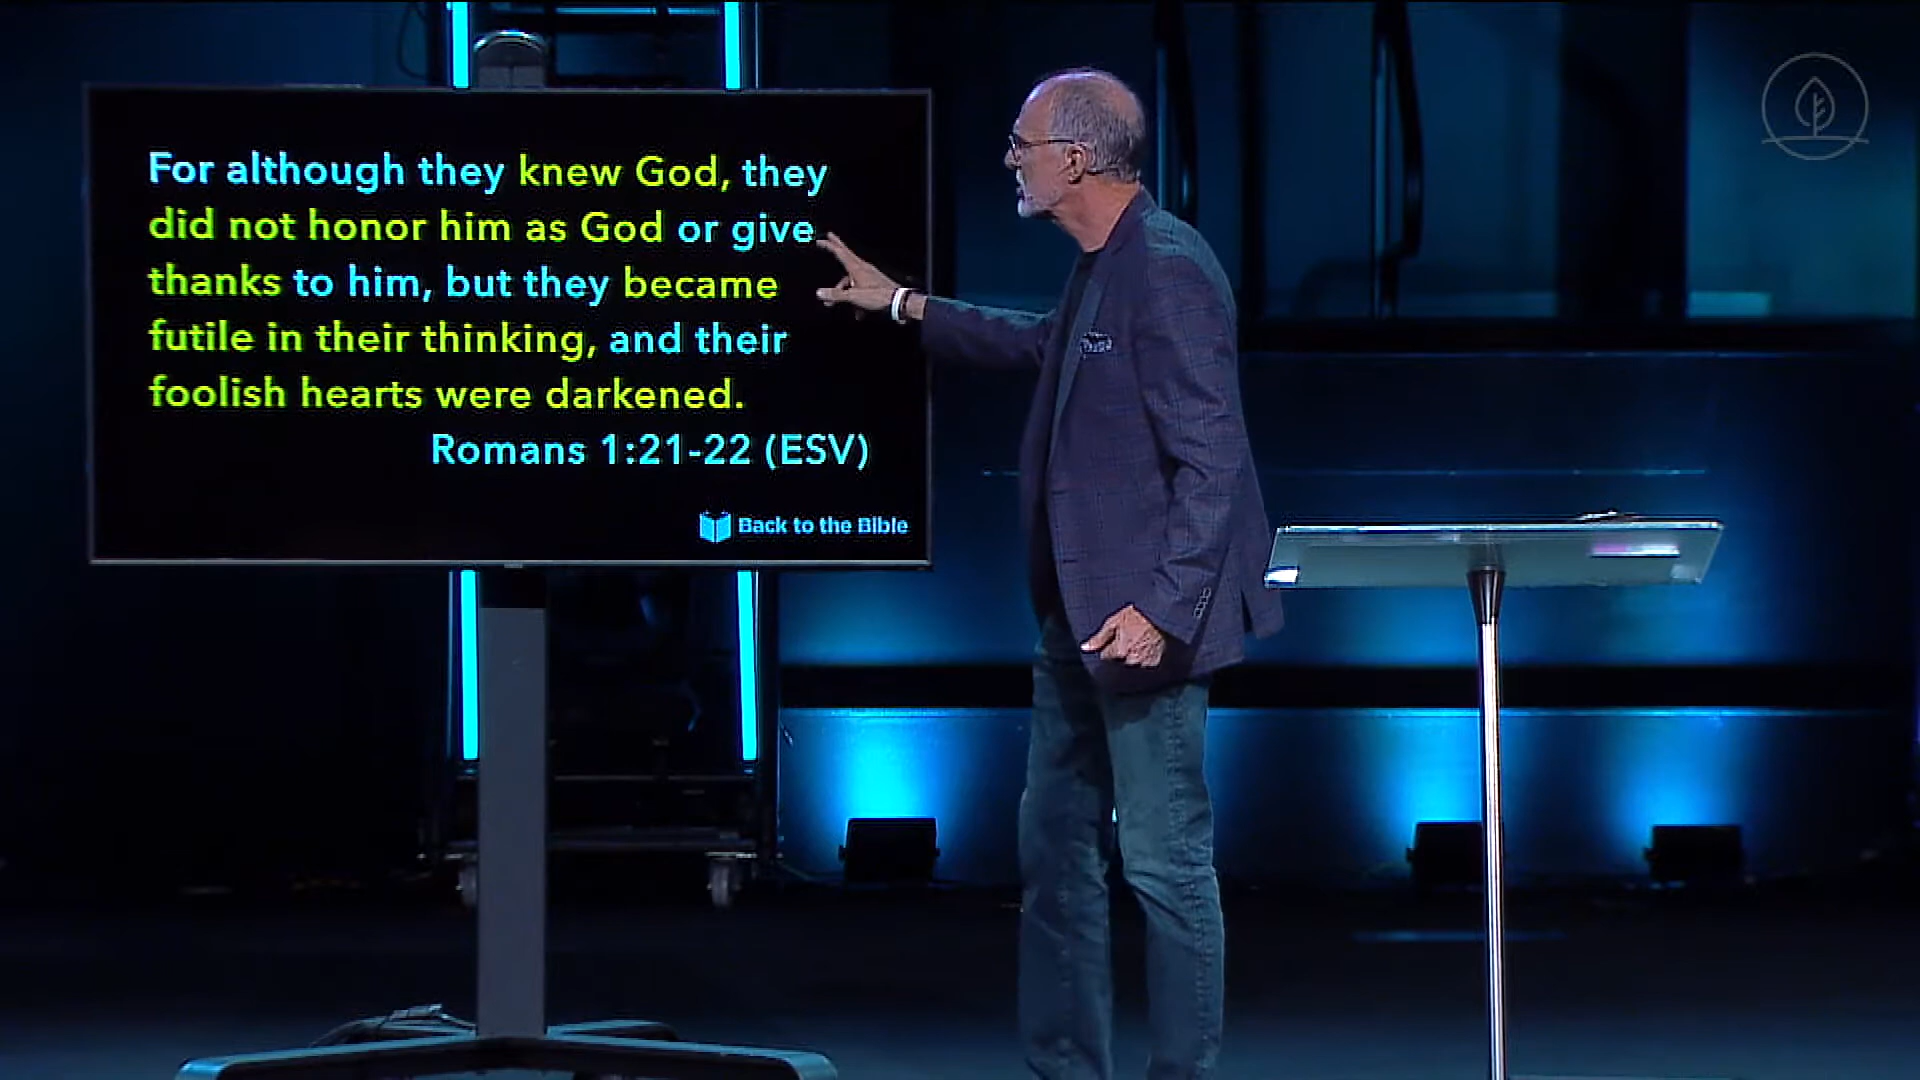 For although they knew God, they
did not honor him as God or give
thanks to him, but they became
futile in their thinking, and their
foolish hearts were darkened.
Romans 1:21-22 (ESV)
Back to the Bible